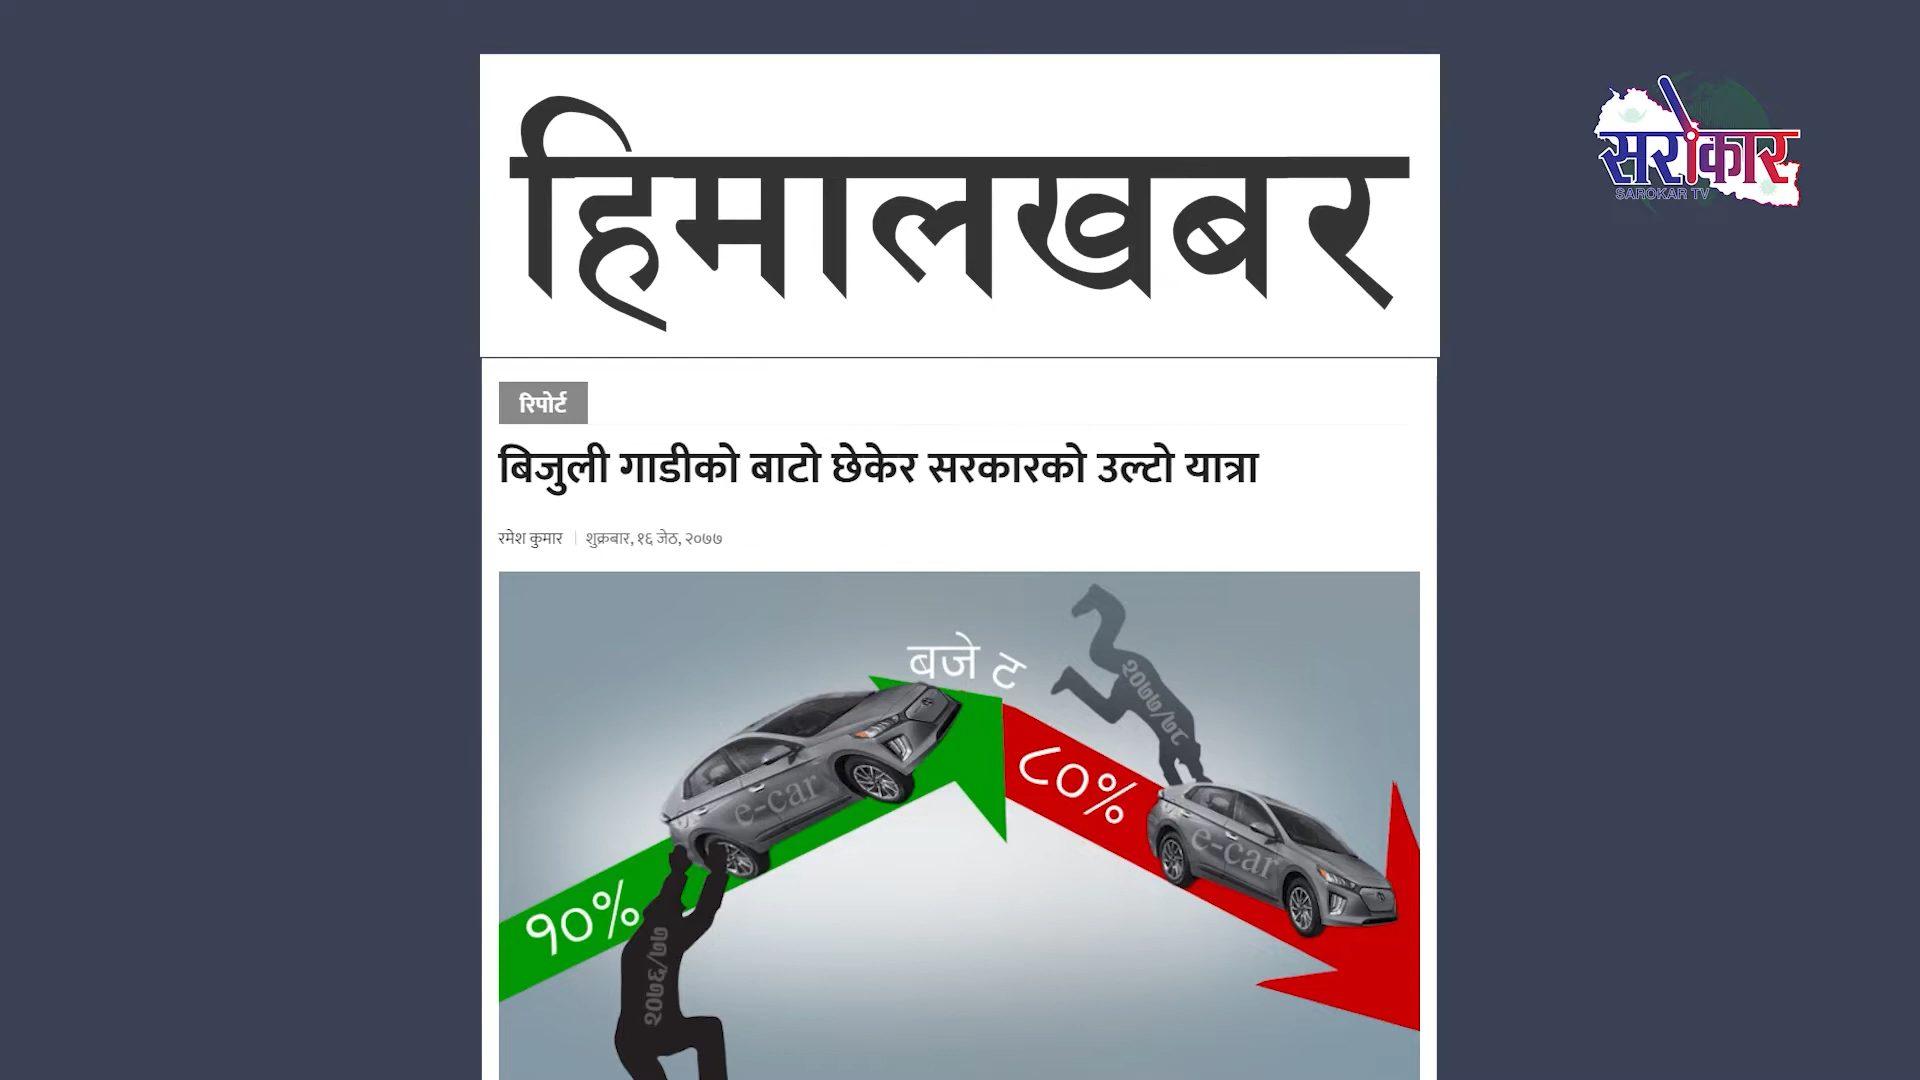 हिमालखबर
सरोकार
SAROKAR TV
रिपोर्ट
बिजुली गाडीको बाटो छेकेर सरकारको उल्टो यात्रा
रमेश कुमार | शुक्रबार, १६ जेठ, २०७७
बजेट
२०७७/७८
८०%
e-car
e-car
१०%
२०७६/७७